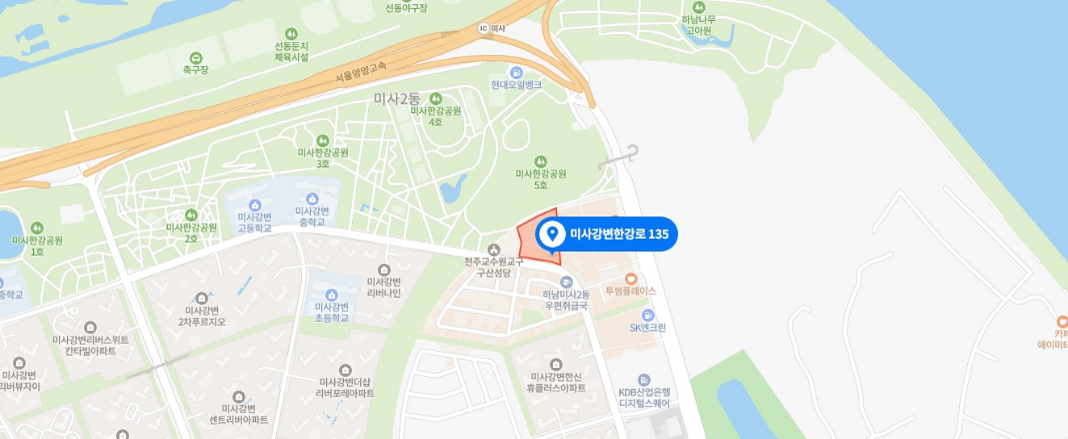 선동야구장
하남나무
고아원
IC 미사
선동둔치
체육시설
축구장
서울양양고속
현대오일뱅크
미사2동
미사한강공원
4호
미사한강공원
3호
미사한강공원
5호
미사강변
고등학교
미사강변
중학교
미사한강공원
2호
미사한강공원
1호
미사강변한강로 135
천주교수원교구
구산성당
미사강변
리버나인
하남미사2동
우편취급국
투썸플레이스
중학교
미사강변
2차푸르지오
미사강변
초등학교
SK엔크린
미사강변리버스위트
칸타빌아파트
카페
에이미
미사강변
리버뷰자이
미사강변더샵
리버포레아파트
미사강변한신
휴플러스아파트
KDB산업은행
디지털스퀘어
미사강변
센트리버아파트